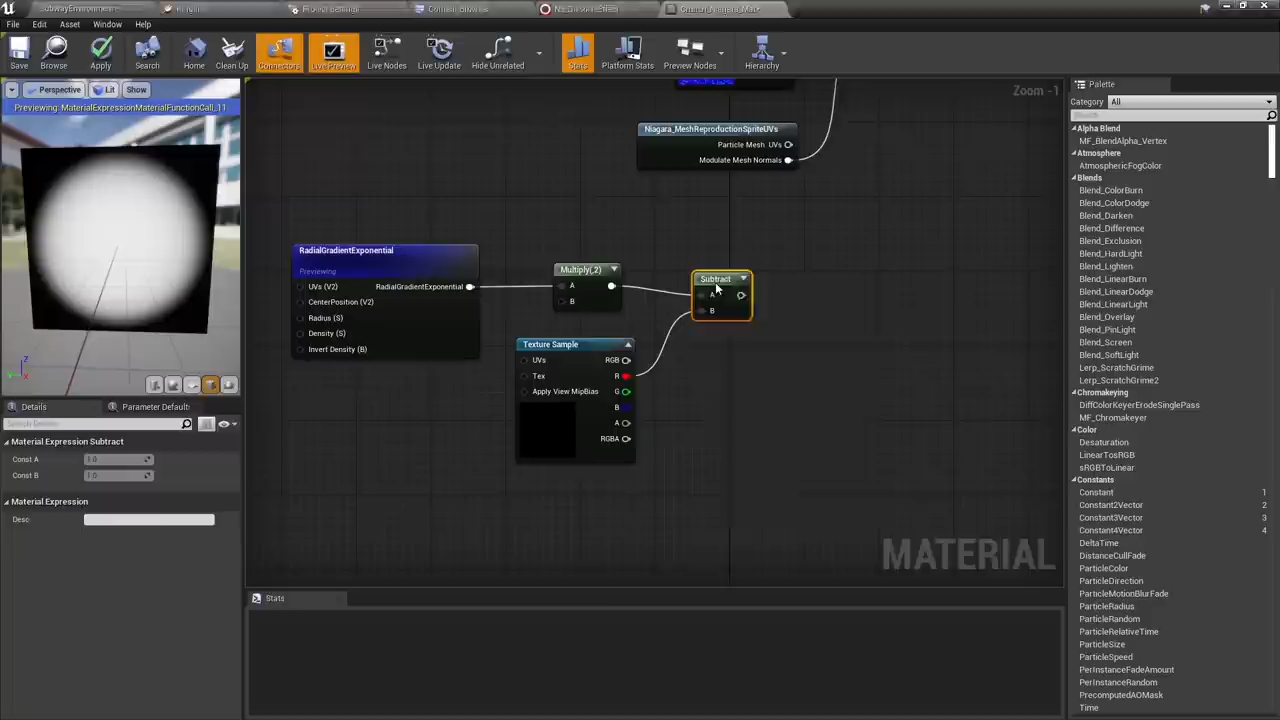 File Edit Asset Window Help
Save Browse Apply Search Home Clean Up Connectors Live Preview Live Nodes Live Update Hide Unrelated Stats Platform Stats Preview Nodes Hierarchy
Perspective Lit Show
Previewing: MaterialExpressionMaterialFunctionCall_11
Zoom -1
Niagara_MeshReproductionSpriteUVs
Particle Mesh UVs
Modulate Mesh Normals
RadialGradientExponential
Previewing
UVs (V2) RadialGradientExponential
CenterPosition (V2)
Radius (S)
Density (S)
Invert Density (B)
Multiply(,2)
A
B
Subtract
A
B
Texture Sample
UVs RGB
Tex R
Apply View MipBias G
B
A
RGBA
MATERIAL
Details Parameter Default
Material Expression Subtract
Const A 1.0
Const B 1.0
Material Expression
Desc
Stats
Palette
Category All
Alpha Blend
MF_BlendAlpha_Vertex
Atmosphere
AtmosphericFogColor
Blends
Blend_ColorBurn
Blend_ColorDodge
Blend_Darken
Blend_Difference
Blend_Exclusion
Blend_HardLight
Blend_Lighten
Blend_LinearBurn
Blend_LinearDodge
Blend_LinearLight
Blend_Overlay
Blend_PinLight
Blend_Screen
Blend_SoftLight
Lerp_ScratchGrime
Lerp_ScratchGrime2
Chromakeying
DiffColorKeyerErodeSinglePass
MF_Chromakeyer
Color
Desaturation
LinearTosRGB
sRGBToLinear
Constants
Constant 1
Constant2Vector 2
Constant3Vector 3
Constant4Vector 4
DeltaTime
DistanceCullFade
ParticleColor
ParticleDirection
ParticleMotionBlurFade
ParticleRadius
ParticleRandom
ParticleRelativeTime
ParticleSize
ParticleSpeed
PerInstanceFadeAmount
PerInstanceRandom
PrecomputedAOMask
Time